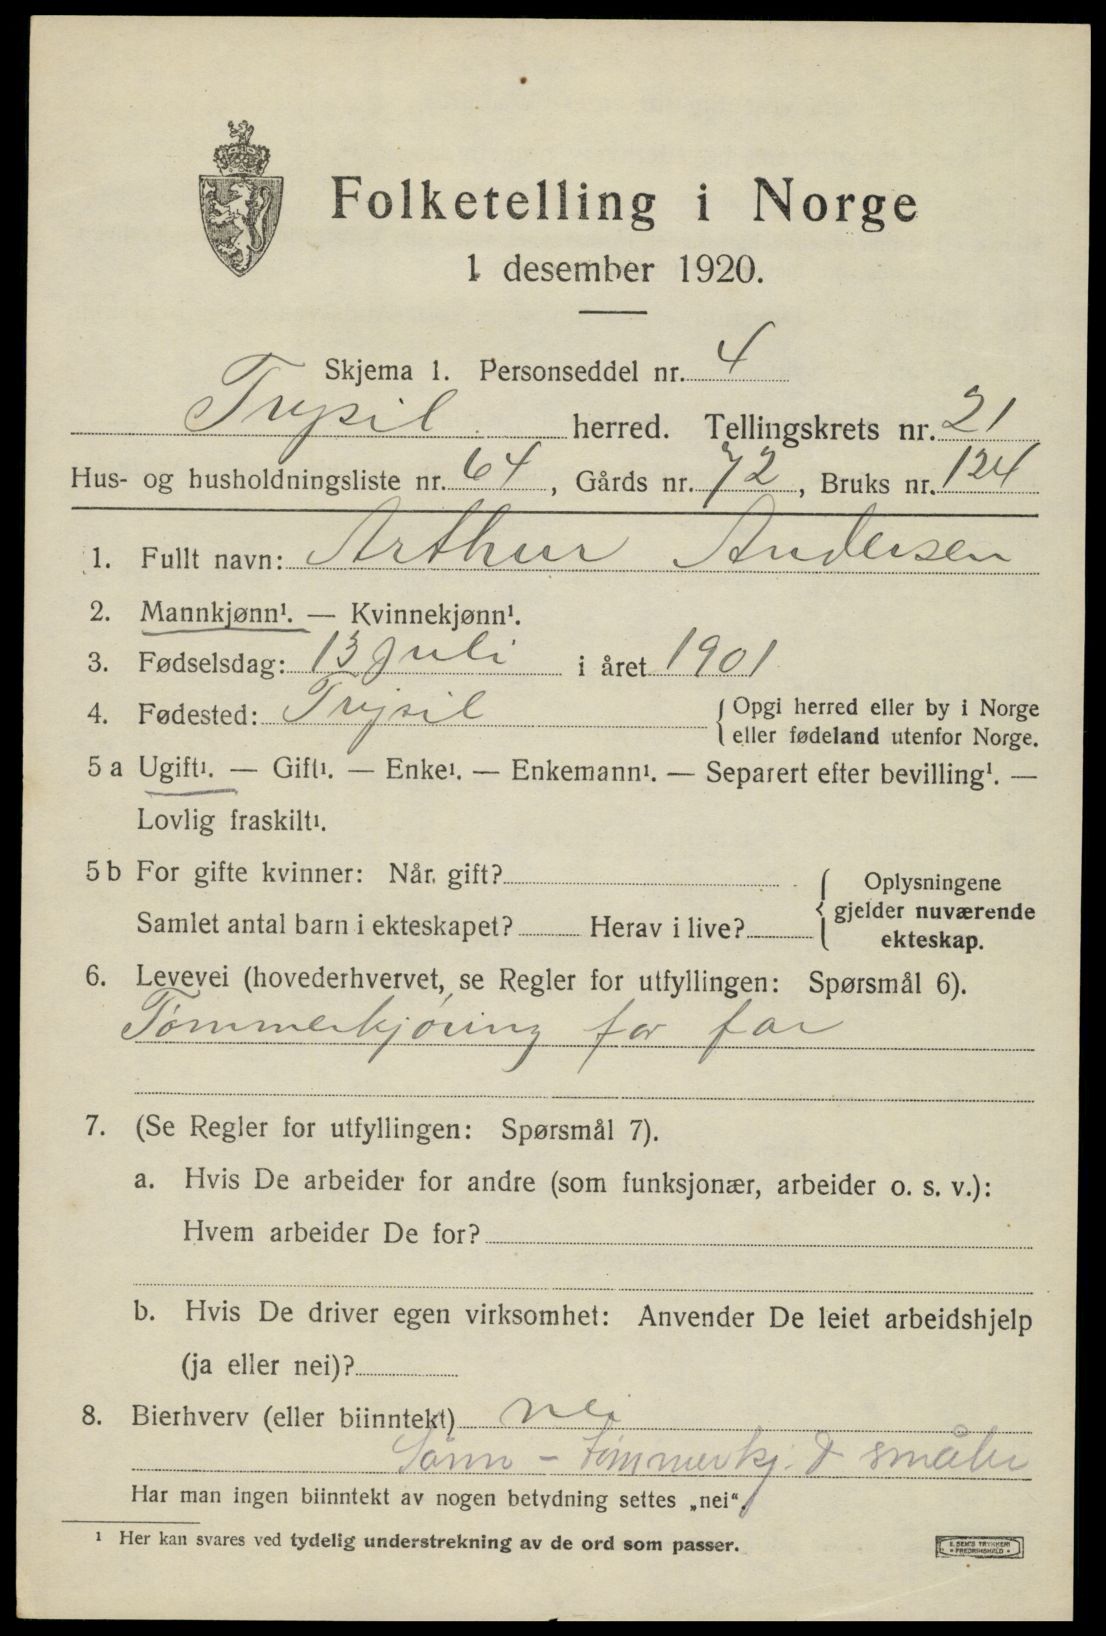 Folketelling i Norge
1 desember 1920.
Skjema 1. Personseddel nr. 4
Trysil herred. Tellingskrets nr. 21
Hus- og husholdningsliste nr. 64, Gårds nr. 72, Bruks nr. 124
1. Fullt navn: Arthur Andersen
2. Mannkjønn¹. — Kvinnekjønn¹.
3. Fødselsdag: 13 juli i året 1901
4. Fødested: Trysil { Opgi herred eller by i Norge
eller fødeland utenfor Norge.
5 a Ugift¹. — Gift¹. — Enke¹. — Enkemann¹. — Separert efter bevilling¹. —
Lovlig fraskilt¹.
5 b For gifte kvinner: Når gift?
Samlet antal barn i ekteskapet? Herav i live?
{ Oplysningene
gjelder nuværende
ekteskap.
6. Levevei (hovederhvervet, se Regler for utfyllingen: Spørsmål 6).
Tømmerkjøring for far
7. (Se Regler for utfyllingen: Spørsmål 7).
a. Hvis De arbeider for andre (som funksjonær, arbeider o. s. v.):
Hvem arbeider De for?
b. Hvis De driver egen virksomhet: Anvender De leiet arbeidshjelp
(ja eller nei)?
8. Bierhverv (eller biinntekt) nei
Sønn - tømmerkj. småbr
Har man ingen biinntekt av nogen betydning settes „nei“.
¹ Her kan svares ved tydelig understrekning av de ord som passer.
E. SEM'S TRYKKERI
FREDRIKSHALD